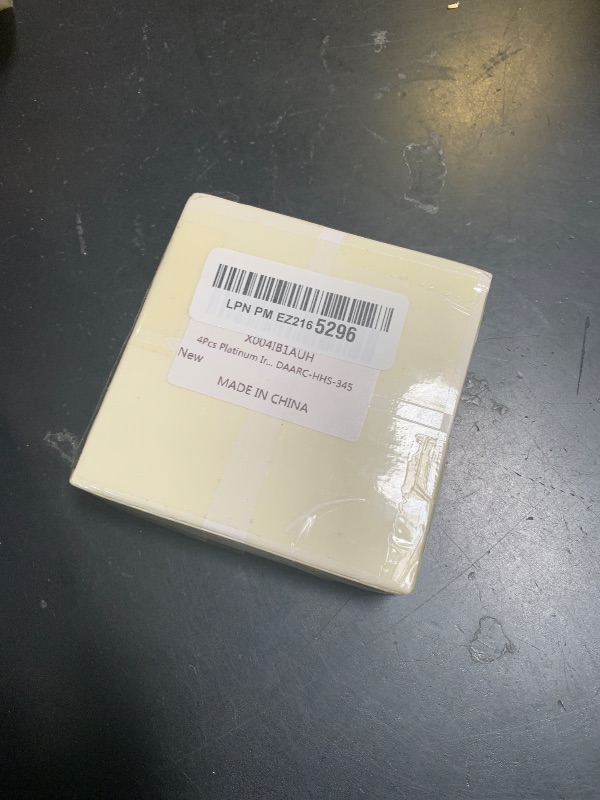 LPN PM EZ216 5296
X004IB1AUH
4Pcs Platinum Ir... DAARC-HHS-345
New
MADE IN CHINA